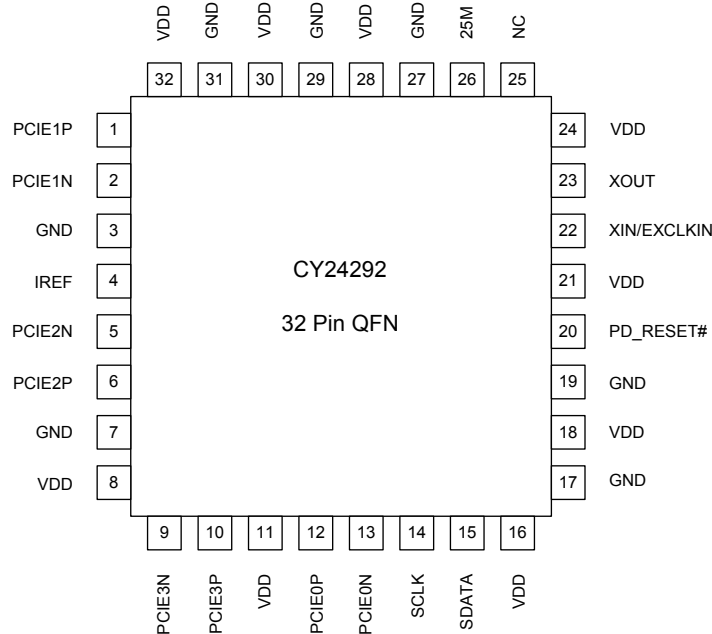 VDD GND VDD GND VDD GND 25M NC
32 31 30 29 28 27 26 25
PCIE1P 1 24 VDD
PCIE1N 2 23 XOUT
GND 3 22 XIN/EXCLKIN
IREF 4 CY24292 21 VDD
PCIE2N 5 32 Pin QFN 20 PD_RESET#
PCIE2P 6 19 GND
GND 7 18 VDD
VDD 8 17 GND
9 10 11 12 13 14 15 16
PCIE3N PCIE3P VDD PCIE0P PCIE0N SCLK SDATA VDD